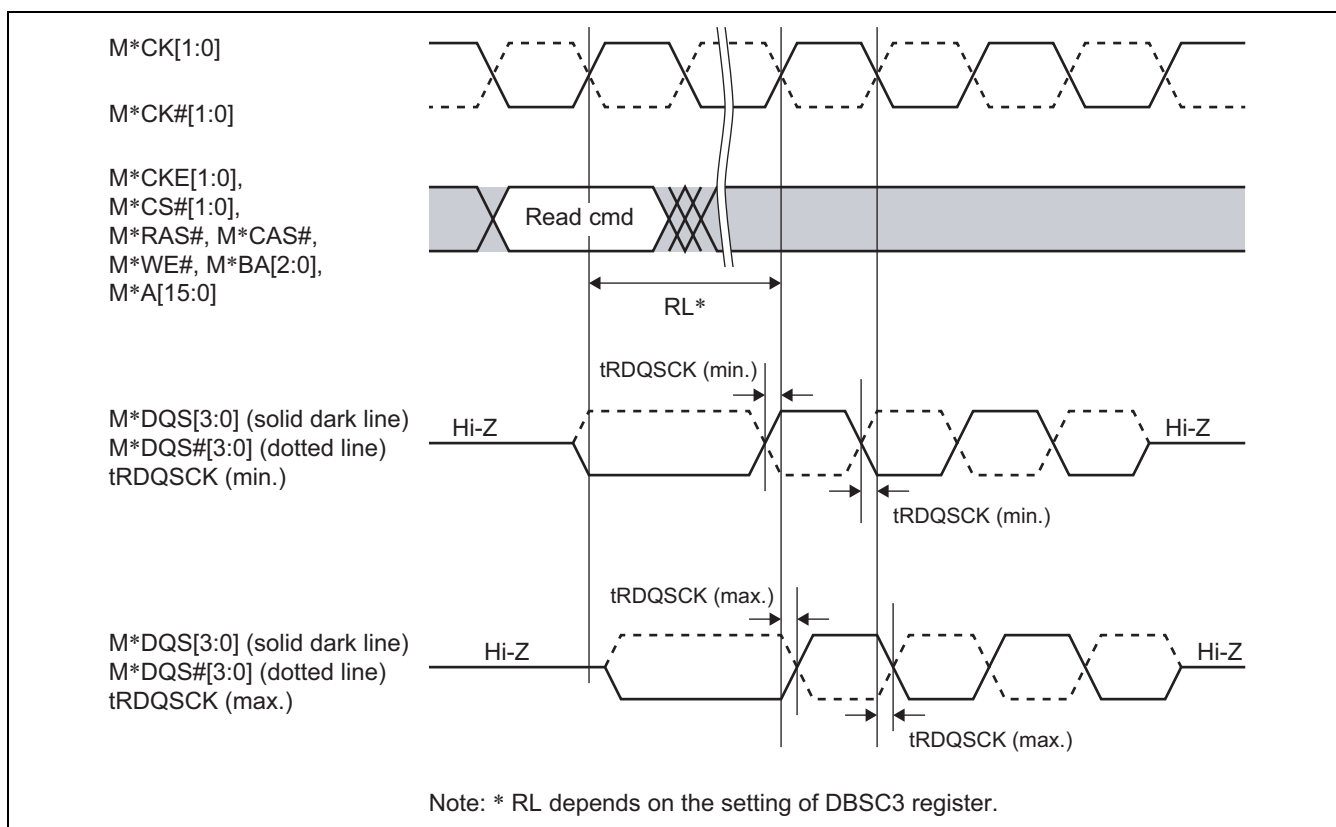 M*CK[1:0]
M*CK#[1:0]
M*CKE[1:0],
M*CS#[1:0],
M*RAS#, M*CAS#,
M*WE#, M*BA[2:0],
M*A[15:0]
Read cmd
RL*
tRDQSCK (min.)
M*DQS[3:0] (solid dark line)
M*DQS#[3:0] (dotted line)
tRDQSCK (min.)
Hi-Z
Hi-Z
tRDQSCK (min.)
tRDQSCK (max.)
M*DQS[3:0] (solid dark line)
M*DQS#[3:0] (dotted line)
tRDQSCK (max.)
Hi-Z
Hi-Z
tRDQSCK (max.)
Note: * RL depends on the setting of DBSC3 register.